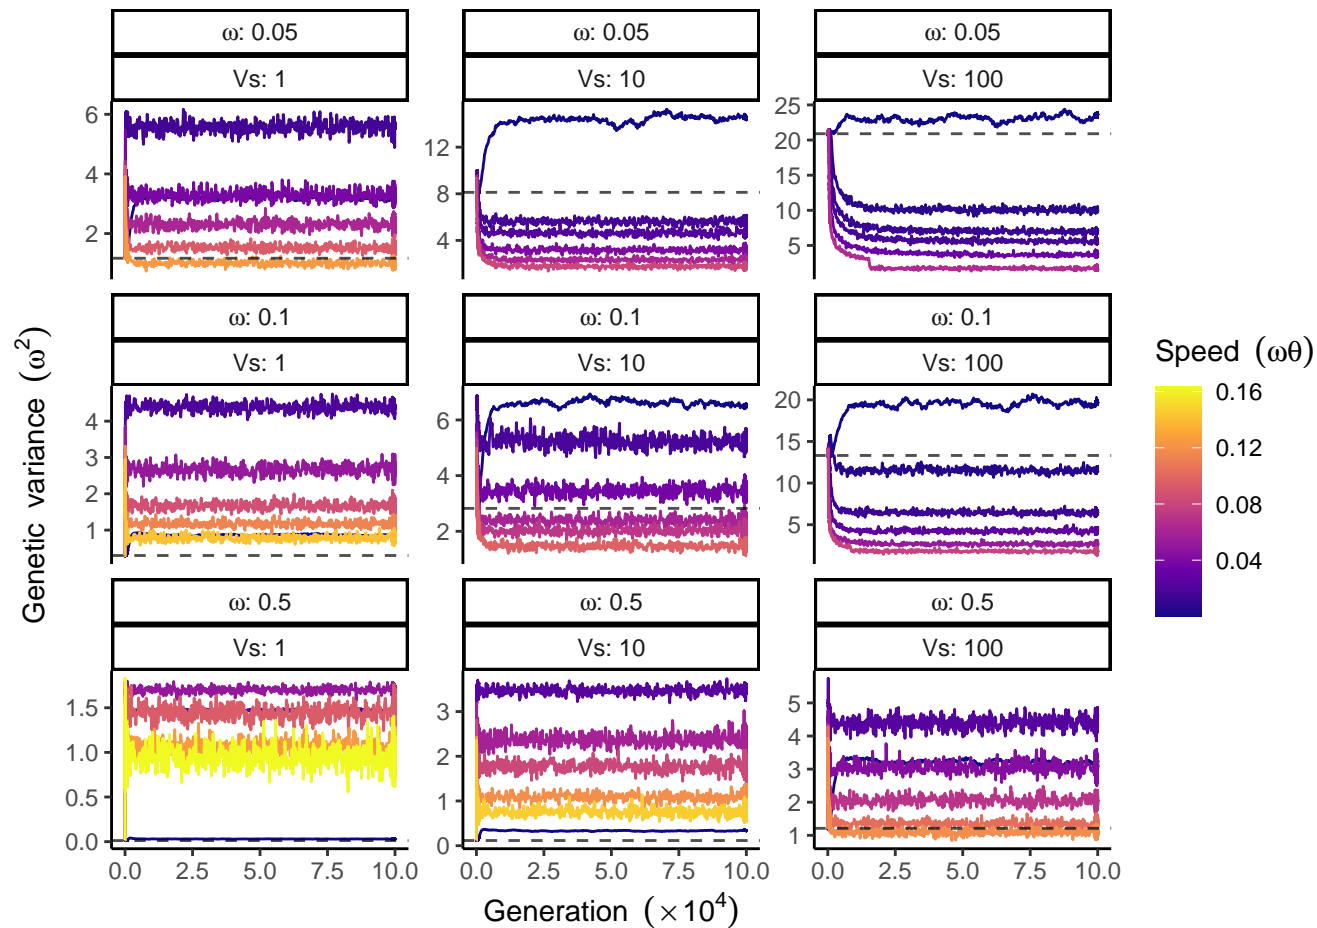 ω: 0.05
ω: 0.05
ω: 0.05
Vs: 1
Vs: 10
Vs: 100
6
4
2
12
8
4
25
20
15
10
5
ω: 0.1
ω: 0.1
ω: 0.1
Vs: 1
Vs: 10
Vs: 100
4
3
2
1
6
4
2
20
15
10
5
ω: 0.5
ω: 0.5
ω: 0.5
Vs: 1
Vs: 10
Vs: 100
1.5
1.0
0.5
0.0
3
2
1
0
5
4
3
2
1
0.0 2.5 5.0 7.5 10.0
0.0 2.5 5.0 7.5 10.0
0.0 2.5 5.0 7.5 10.0
Generation (×10⁴)
Genetic variance (ω²)
Speed (ωθ)
0.16
0.12
0.08
0.04